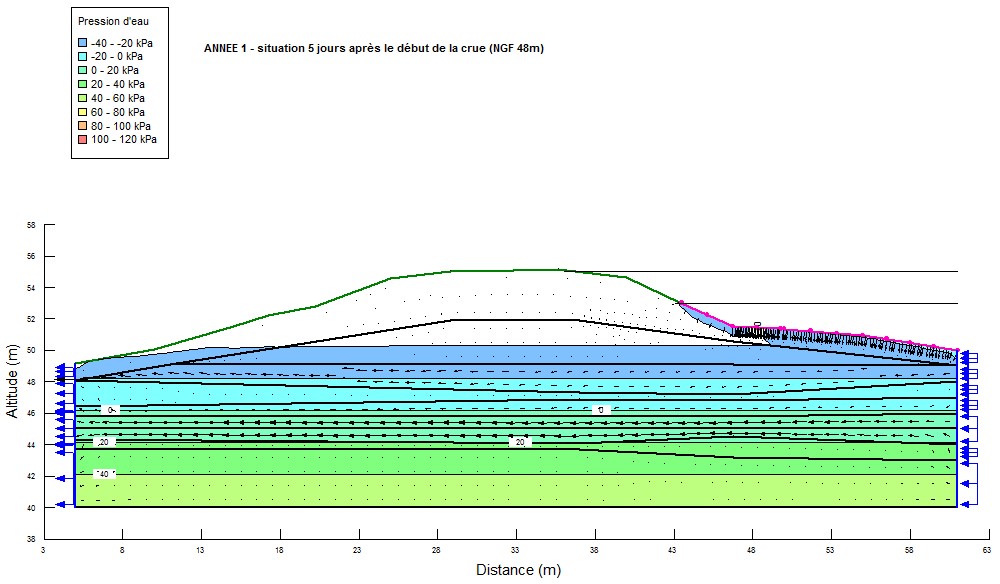 Pression d'eau
-40 - -20 kPa
-20 - 0 kPa
0 - 20 kPa
20 - 40 kPa
40 - 60 kPa
60 - 80 kPa
80 - 100 kPa
100 - 120 kPa
ANNEE 1 - situation 5 jours après le début de la crue (NGF 48m)
58
56
54
52
50
48
46
44
42
40
38
Altitude (m)
0
0
0
20
20
40
3
8
13
18
23
28
33
38
43
48
53
58
63
Distance (m)